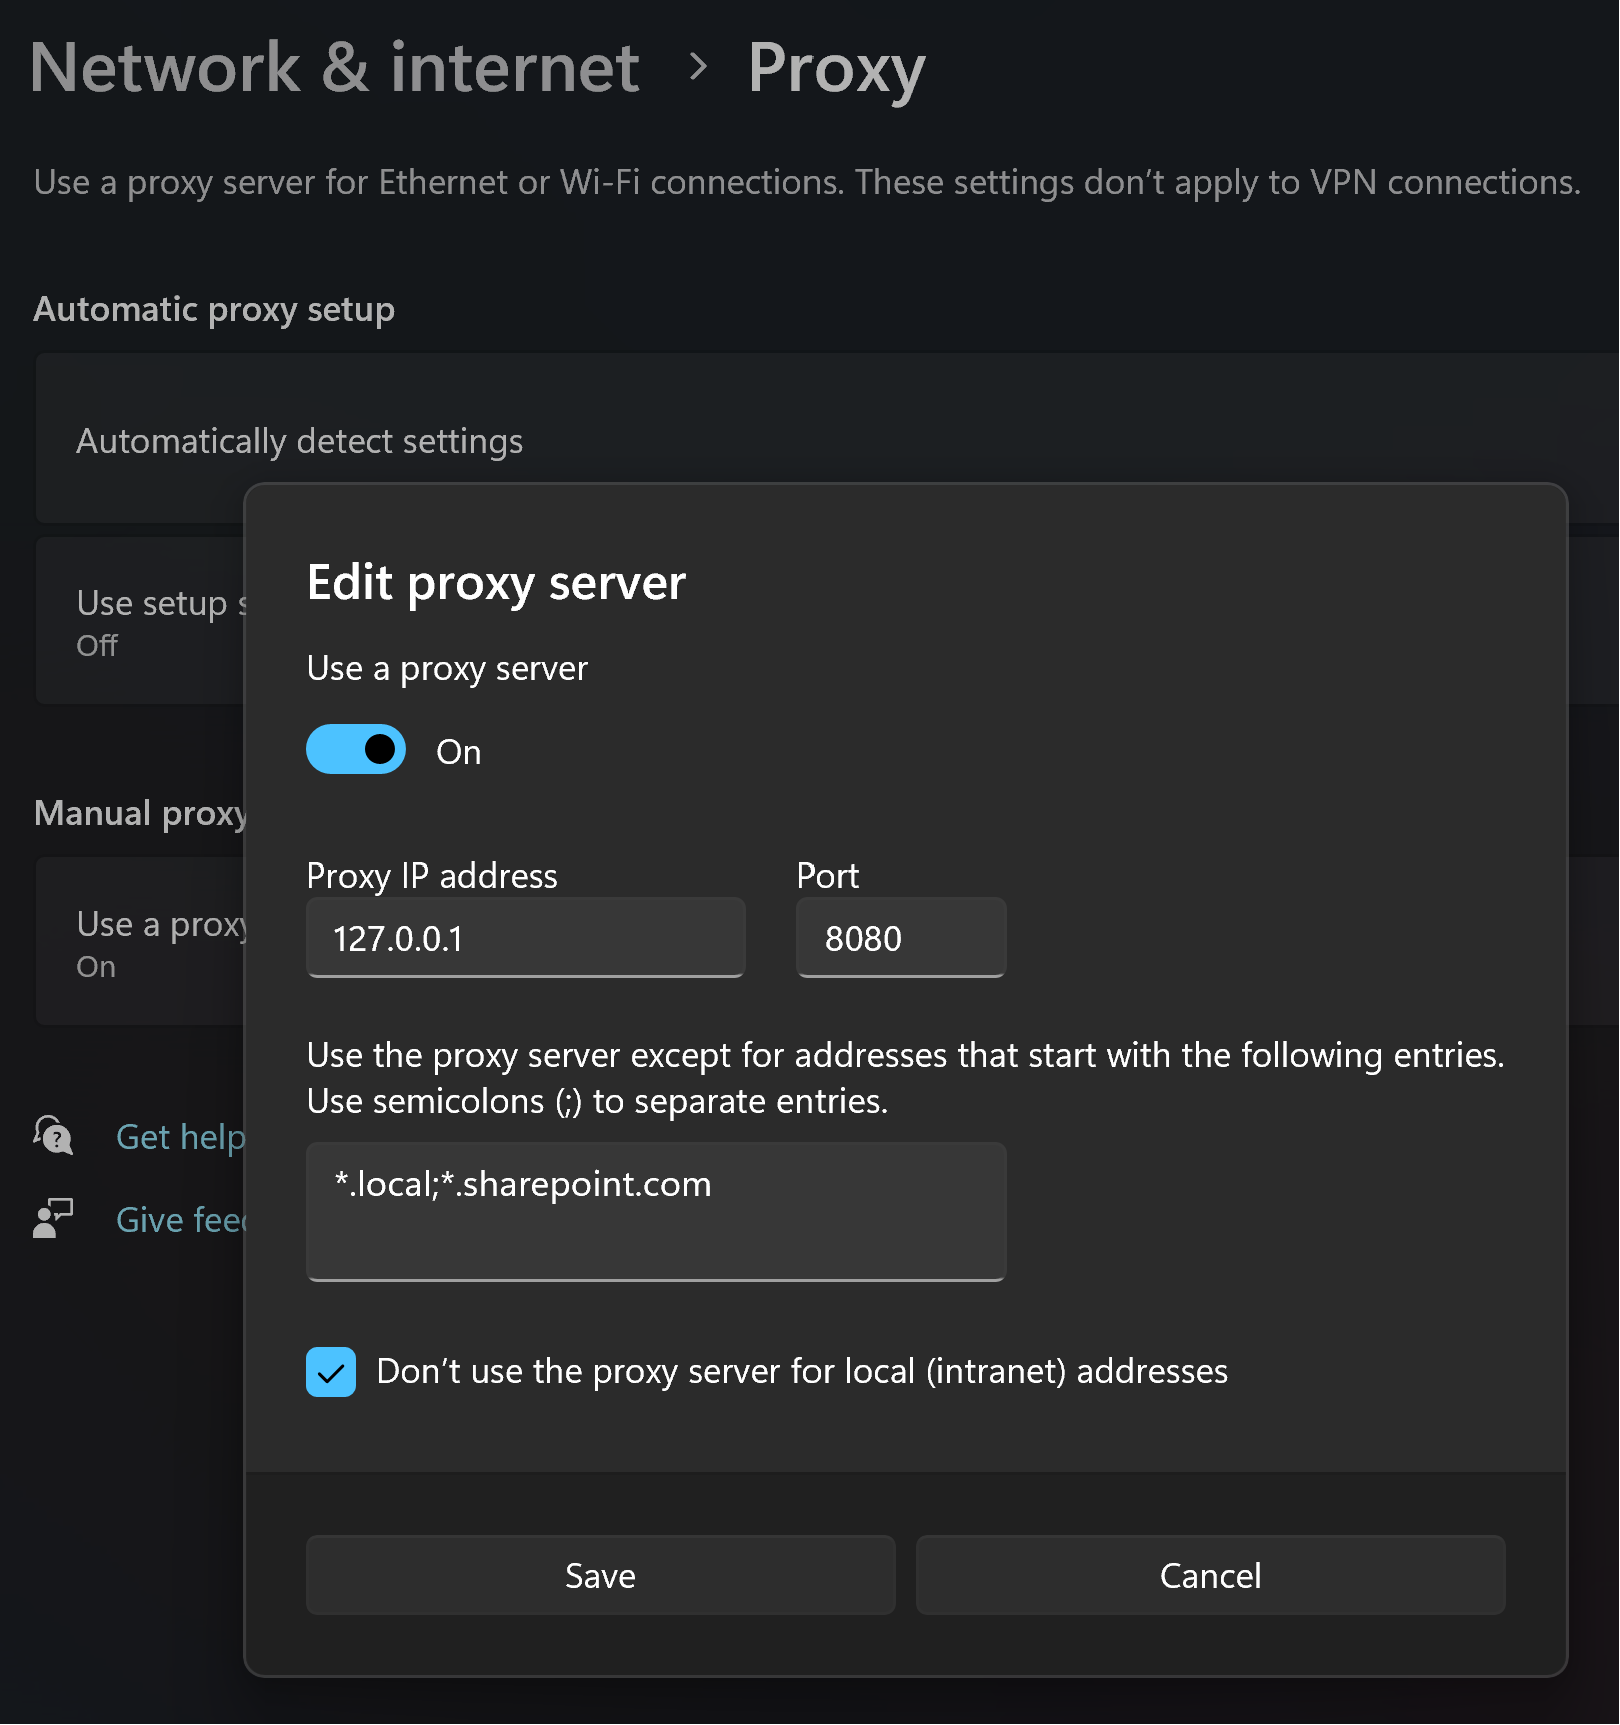 Network & internet > Proxy
Use a proxy server for Ethernet or Wi-Fi connections. These settings don't apply to VPN connections.
Automatic proxy setup
Automatically detect settings
Use setup
Off
Manual proxy
Use a proxy
On
Get help
Give
Edit proxy server
Use a proxy server
On
Proxy IP address Port
127.0.0.1 8080
Use the proxy server except for addresses that start with the following entries.
Use semicolons (;) to separate entries.
*.local;*.sharepoint.com
Don't use the proxy server for local (intranet) addresses
Save Cancel